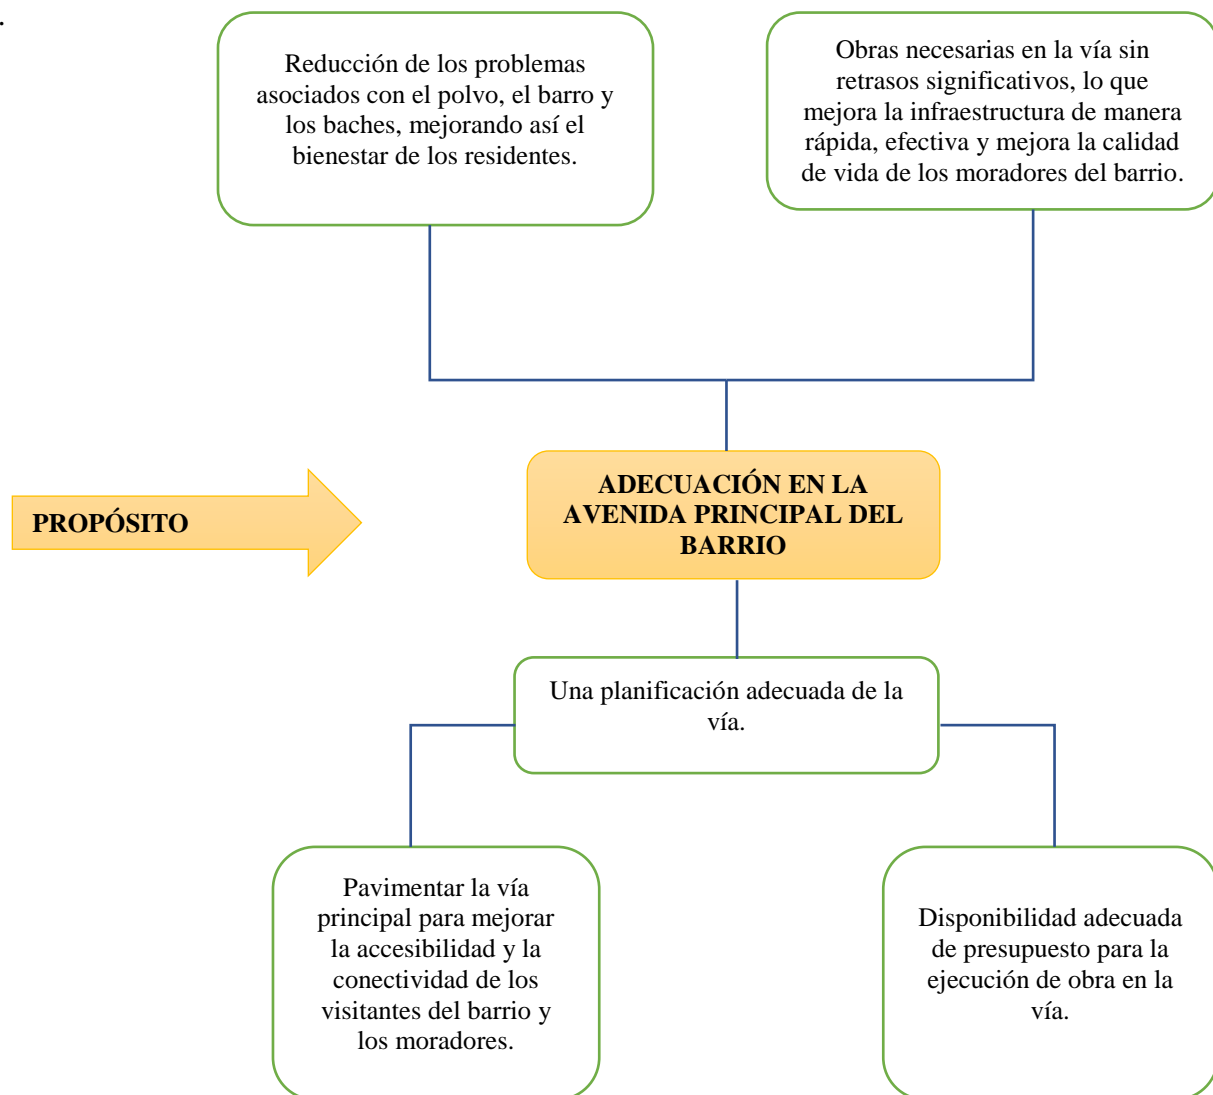 .
Reducción de los problemas
asociados con el polvo, el barro y
los baches, mejorando así el
bienestar de los residentes.
Obras necesarias en la vía sin
retrasos significativos, lo que
mejora la infraestructura de manera
rápida, efectiva y mejora la calidad
de vida de los moradores del barrio.
PROPÓSITO
ADECUACIÓN EN LA
AVENIDA PRINCIPAL DEL
BARRIO
Una planificación adecuada de la
vía.
Pavimentar la vía
principal para mejorar
la accesibilidad y la
conectividad de los
visitantes del barrio y
los moradores.
Disponibilidad adecuada
de presupuesto para la
ejecución de obra en la
vía.